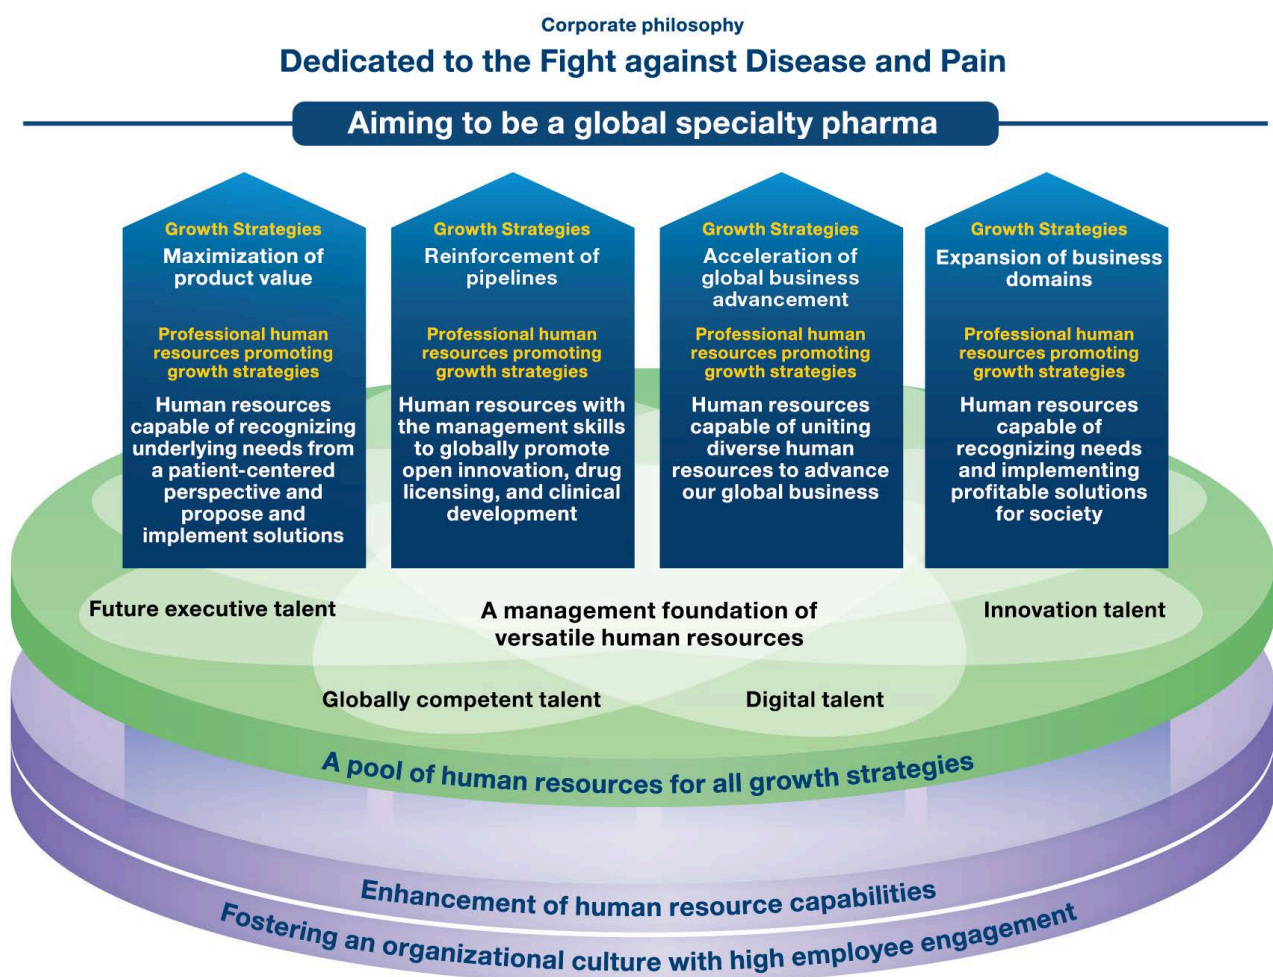 Corporate philosophy
Dedicated to the Fight against Disease and Pain
Aiming to be a global specialty pharma
Growth Strategies
Maximization of
product value
Professional human
resources promoting
growth strategies
Human resources
capable of recognizing
underlying needs from
a patient-centered
perspective and
propose and
implement solutions
Growth Strategies
Reinforcement of
pipelines
Professional human
resources promoting
growth strategies
Human resources with
the management skills
to globally promote
open innovation, drug
licensing, and clinical
development
Growth Strategies
Acceleration of
global business
advancement
Professional human
resources promoting
growth strategies
Human resources
capable of uniting
diverse human
resources to advance
our global business
Growth Strategies
Expansion of business
domains
Professional human
resources promoting
growth strategies
Human resources
capable of
recognizing needs
and implementing
profitable solutions
for society
Future executive talent
A management foundation of
versatile human resources
Innovation talent
Globally competent talent
Digital talent
A pool of human resources for all growth strategies
Enhancement of human resource capabilities
Fostering an organizational culture with high employee engagement